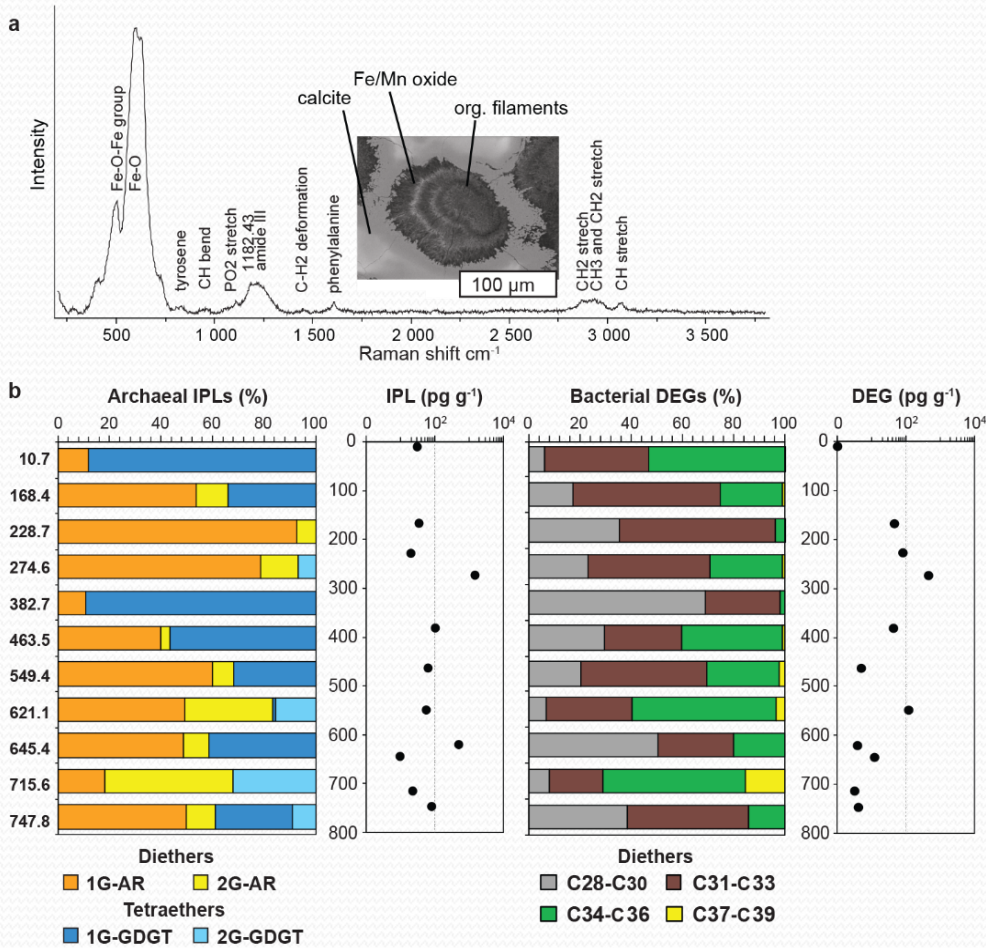 a
Intensity
Fe-O-Fe group
Fe-O
tyrosene
CH bend
PO2 stretch
1182.43
amide III
C-H2 deformation
phenylalanine
calcite
Fe/Mn oxide
org. filaments
100 µm
CH2 strech
CH3 and CH2 stretch
CH stretch
500 1 000 1 500 2 000 2 500 3 000 3 500
Raman shift cm-1
b
Archaeal IPLs (%) IPL (pg g-1) Bacterial DEGs (%) DEG (pg g-1)
0 20 40 60 80 100 10² 10⁴ 0 20 40 60 80 100 10² 10⁴
10.7
168.4
228.7
274.6
382.7
463.5
549.4
621.1
645.4
715.6
747.8
0
100
200
300
400
500
600
700
800
0
100
200
300
400
500
600
700
800
Diethers
1G-AR 2G-AR
Tetraethers
1G-GDGT 2G-GDGT
Diethers
C28-C30 C31-C33
C34-C36 C37-C39